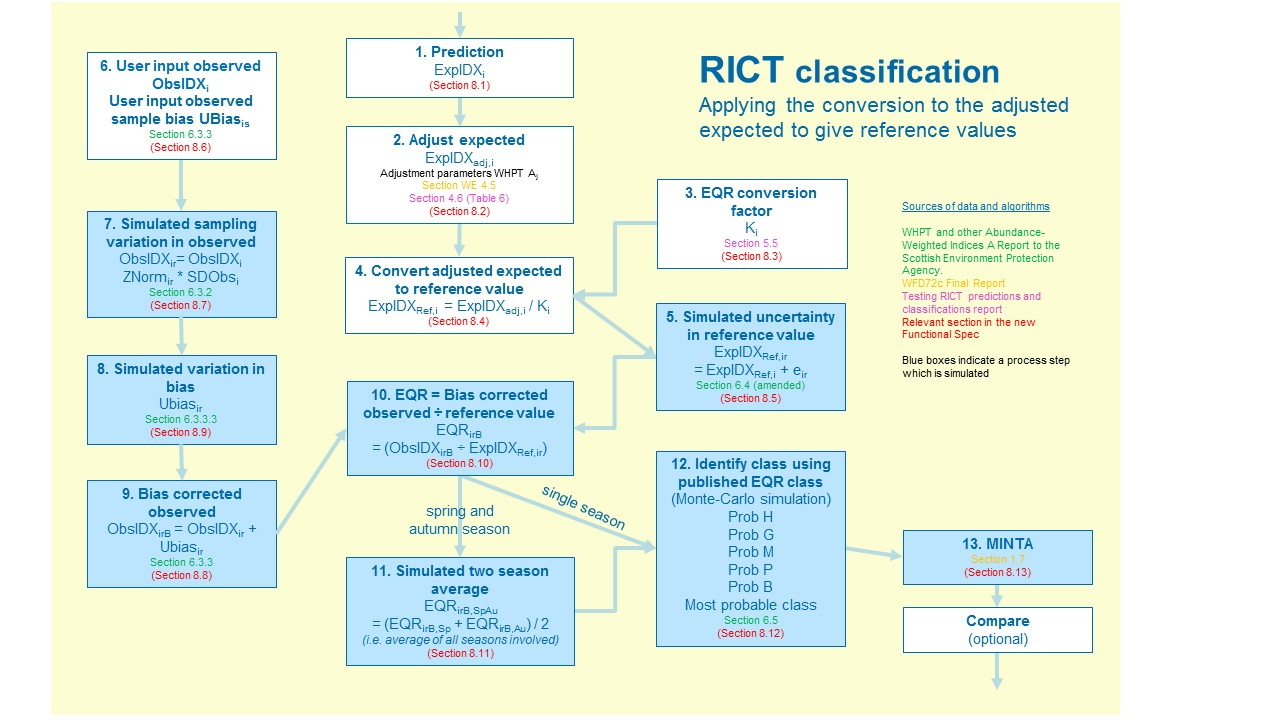 RICT classification
Applying the conversion to the adjusted
expected to give reference values
1. Prediction
ExpIDXi
(Section 8.1)
2. Adjust expected
ExpIDXadj,i
Adjustment parameters WHPT Aj
Section WE 4.5
Section 4.6 (Table 6)
(Section 8.2)
3. EQR conversion
factor
Ki
Section 5.5
(Section 8.3)
4. Convert adjusted expected
to reference value
ExpIDXRef,i = ExpIDXadj,i / Ki
(Section 8.4)
5. Simulated uncertainty
in reference value
ExpIDXRef,ir
= ExpIDXRef,i + eir
Section 6.4 (amended)
(Section 8.5)
6. User input observed
ObsIDXi
User input observed
sample bias UBiasis
Section 6.3.3
(Section 8.6)
7. Simulated sampling
variation in observed
ObsIDXir= ObsIDXi
ZNormir * SDObsi
Section 6.3.2
(Section 8.7)
8. Simulated variation in
bias
Ubiasir
Section 6.3.3.3
(Section 8.9)
9. Bias corrected
observed
ObsIDXirB = ObsIDXir +
Ubiasir
Section 6.3.3
(Section 8.8)
10. EQR = Bias corrected
observed ÷ reference value
EQRirB
= (ObsIDXirB ÷ ExpIDXRef,ir)
(Section 8.10)
spring and
autumn season
single season
11. Simulated two season
average
EQRirB,SpAu
= (EQRirB,Sp + EQRirB,Au) / 2
(i.e. average of all seasons involved)
(Section 8.11)
12. Identify class using
published EQR class
(Monte-Carlo simulation)
Prob H
Prob G
Prob M
Prob P
Prob B
Most probable class
Section 6.5
(Section 8.12)
13. MINTA
Section 1.7
(Section 8.13)
Compare
(optional)
Sources of data and algorithms
WHPT and other Abundance-
Weighted Indices A Report to the
Scottish Environment Protection
Agency.
WFD72c Final Report
Testing RICT predictions and
classifications report
Relevant section in the new
Functional Spec
Blue boxes indicate a process step
which is simulated